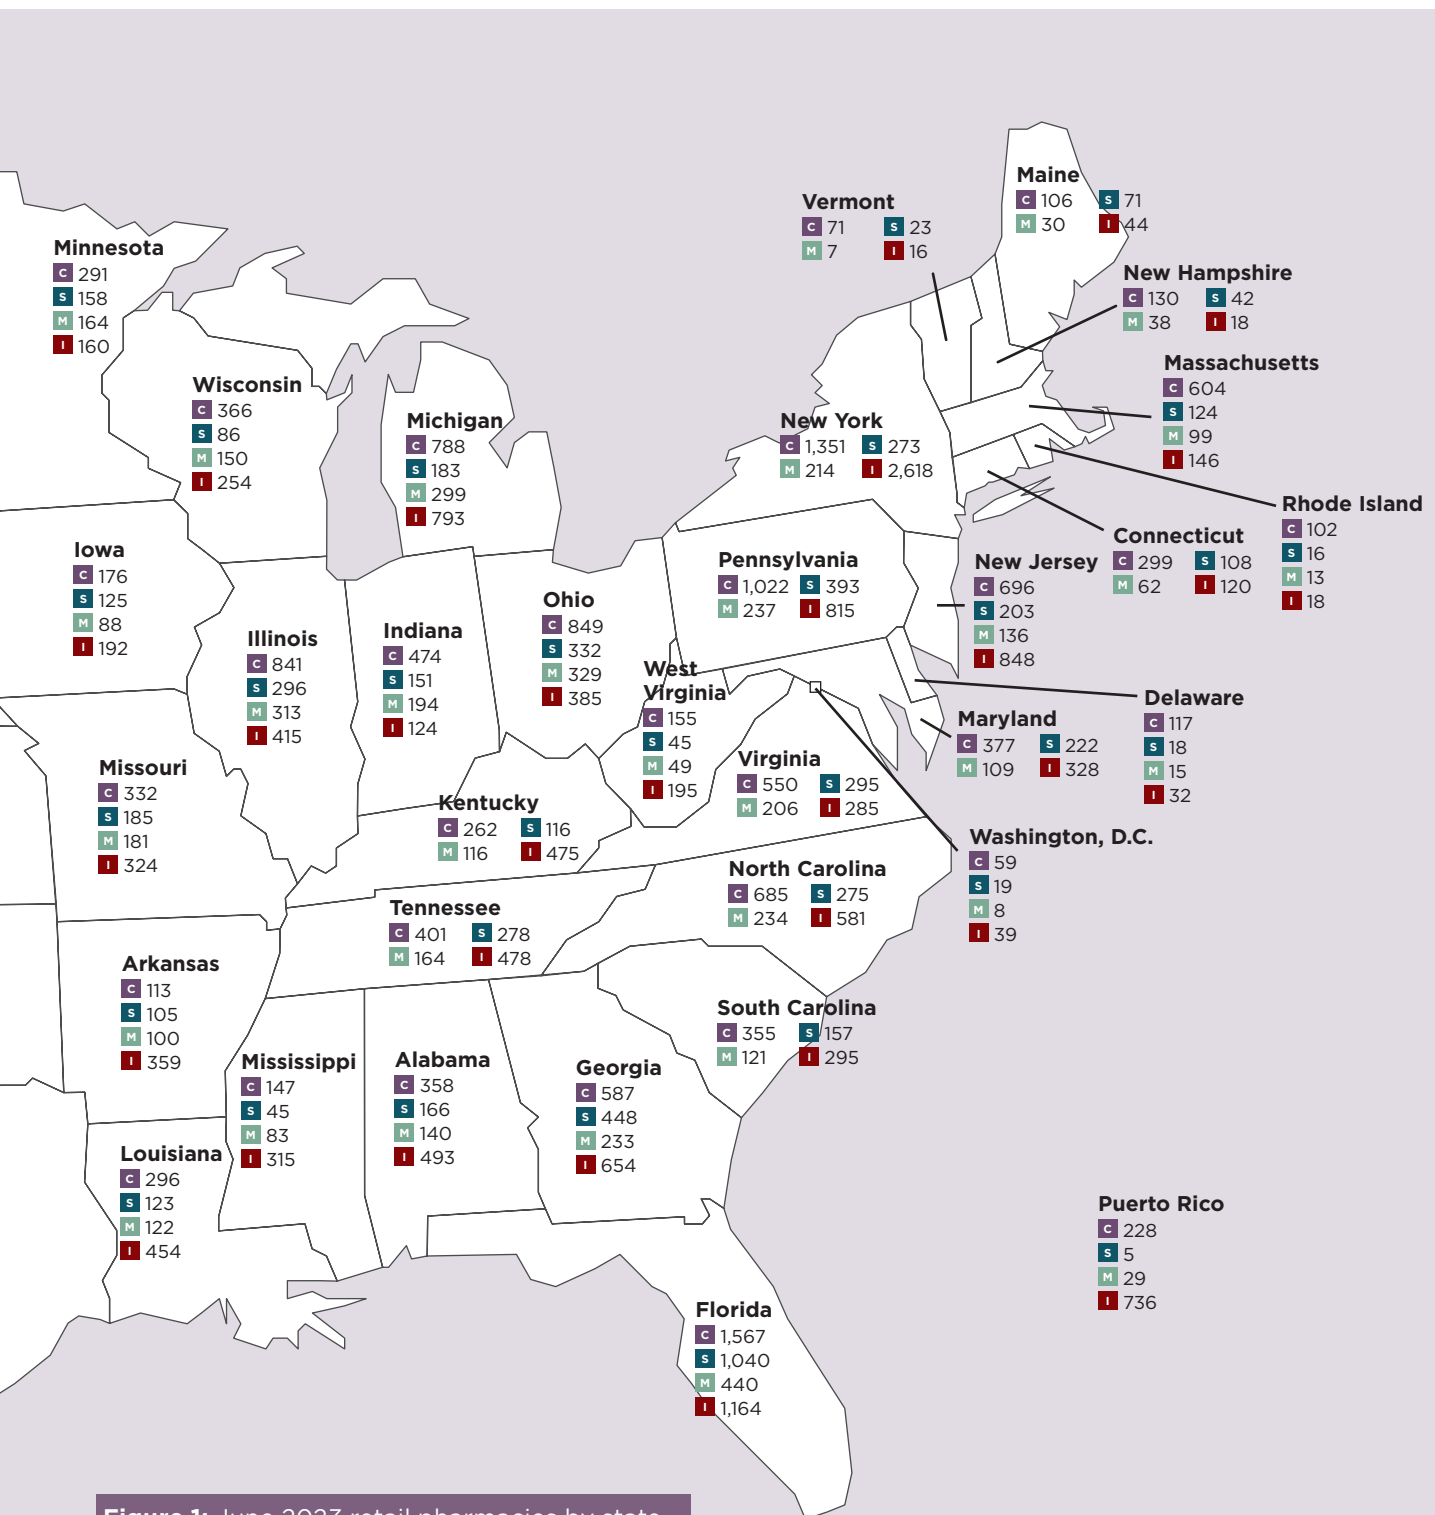 Maine
C 106 S 71
M 30 I 44
Vermont
C 71 S 23
M 7 I 16
Minnesota
C 291
S 158
M 164
I 160
New Hampshire
C 130 S 42
M 38 I 18
Massachusetts
C 604
S 124
M 99
I 146
Wisconsin
C 366
S 86
M 150
I 254
Michigan
C 788
S 183
M 299
I 793
New York
C 1,351 S 273
M 214 I 2,618
Rhode Island
C 102
S 16
M 13
I 18
Connecticut
C 299 S 108
M 62 I 120
Iowa
C 176
S 125
M 88
I 192
Pennsylvania
C 1,022 S 393
M 237 I 815
New Jersey
C 696
S 203
M 136
I 848
Ohio
C 849
S 332
M 329
I 385
Indiana
C 474
S 151
M 194
I 124
Illinois
C 841
S 296
M 313
I 415
West
Virginia
C 155
S 45
M 49
I 195
Delaware
C 117
S 18
M 15
I 32
Maryland
C 377 S 222
M 109 I 328
Virginia
C 550 S 295
M 206 I 285
Missouri
C 332
S 185
M 181
I 324
Kentucky
C 262 S 116
M 116 I 475
Washington, D.C.
C 59
S 19
M 8
I 39
North Carolina
C 685 S 275
M 234 I 581
Tennessee
C 401 S 278
M 164 I 478
Arkansas
C 113
S 105
M 100
I 359
South Carolina
C 355 S 157
M 121 I 295
Mississippi
C 147
S 45
M 83
I 315
Alabama
C 358
S 166
M 140
I 493
Georgia
C 587
S 448
M 233
I 654
Louisiana
C 296
S 123
M 122
I 454
Puerto Rico
C 228
S 5
M 29
I 736
Florida
C 1,567
S 1,040
M 440
I 1,164
Figure 1: June 2023 retail pharmacies by state